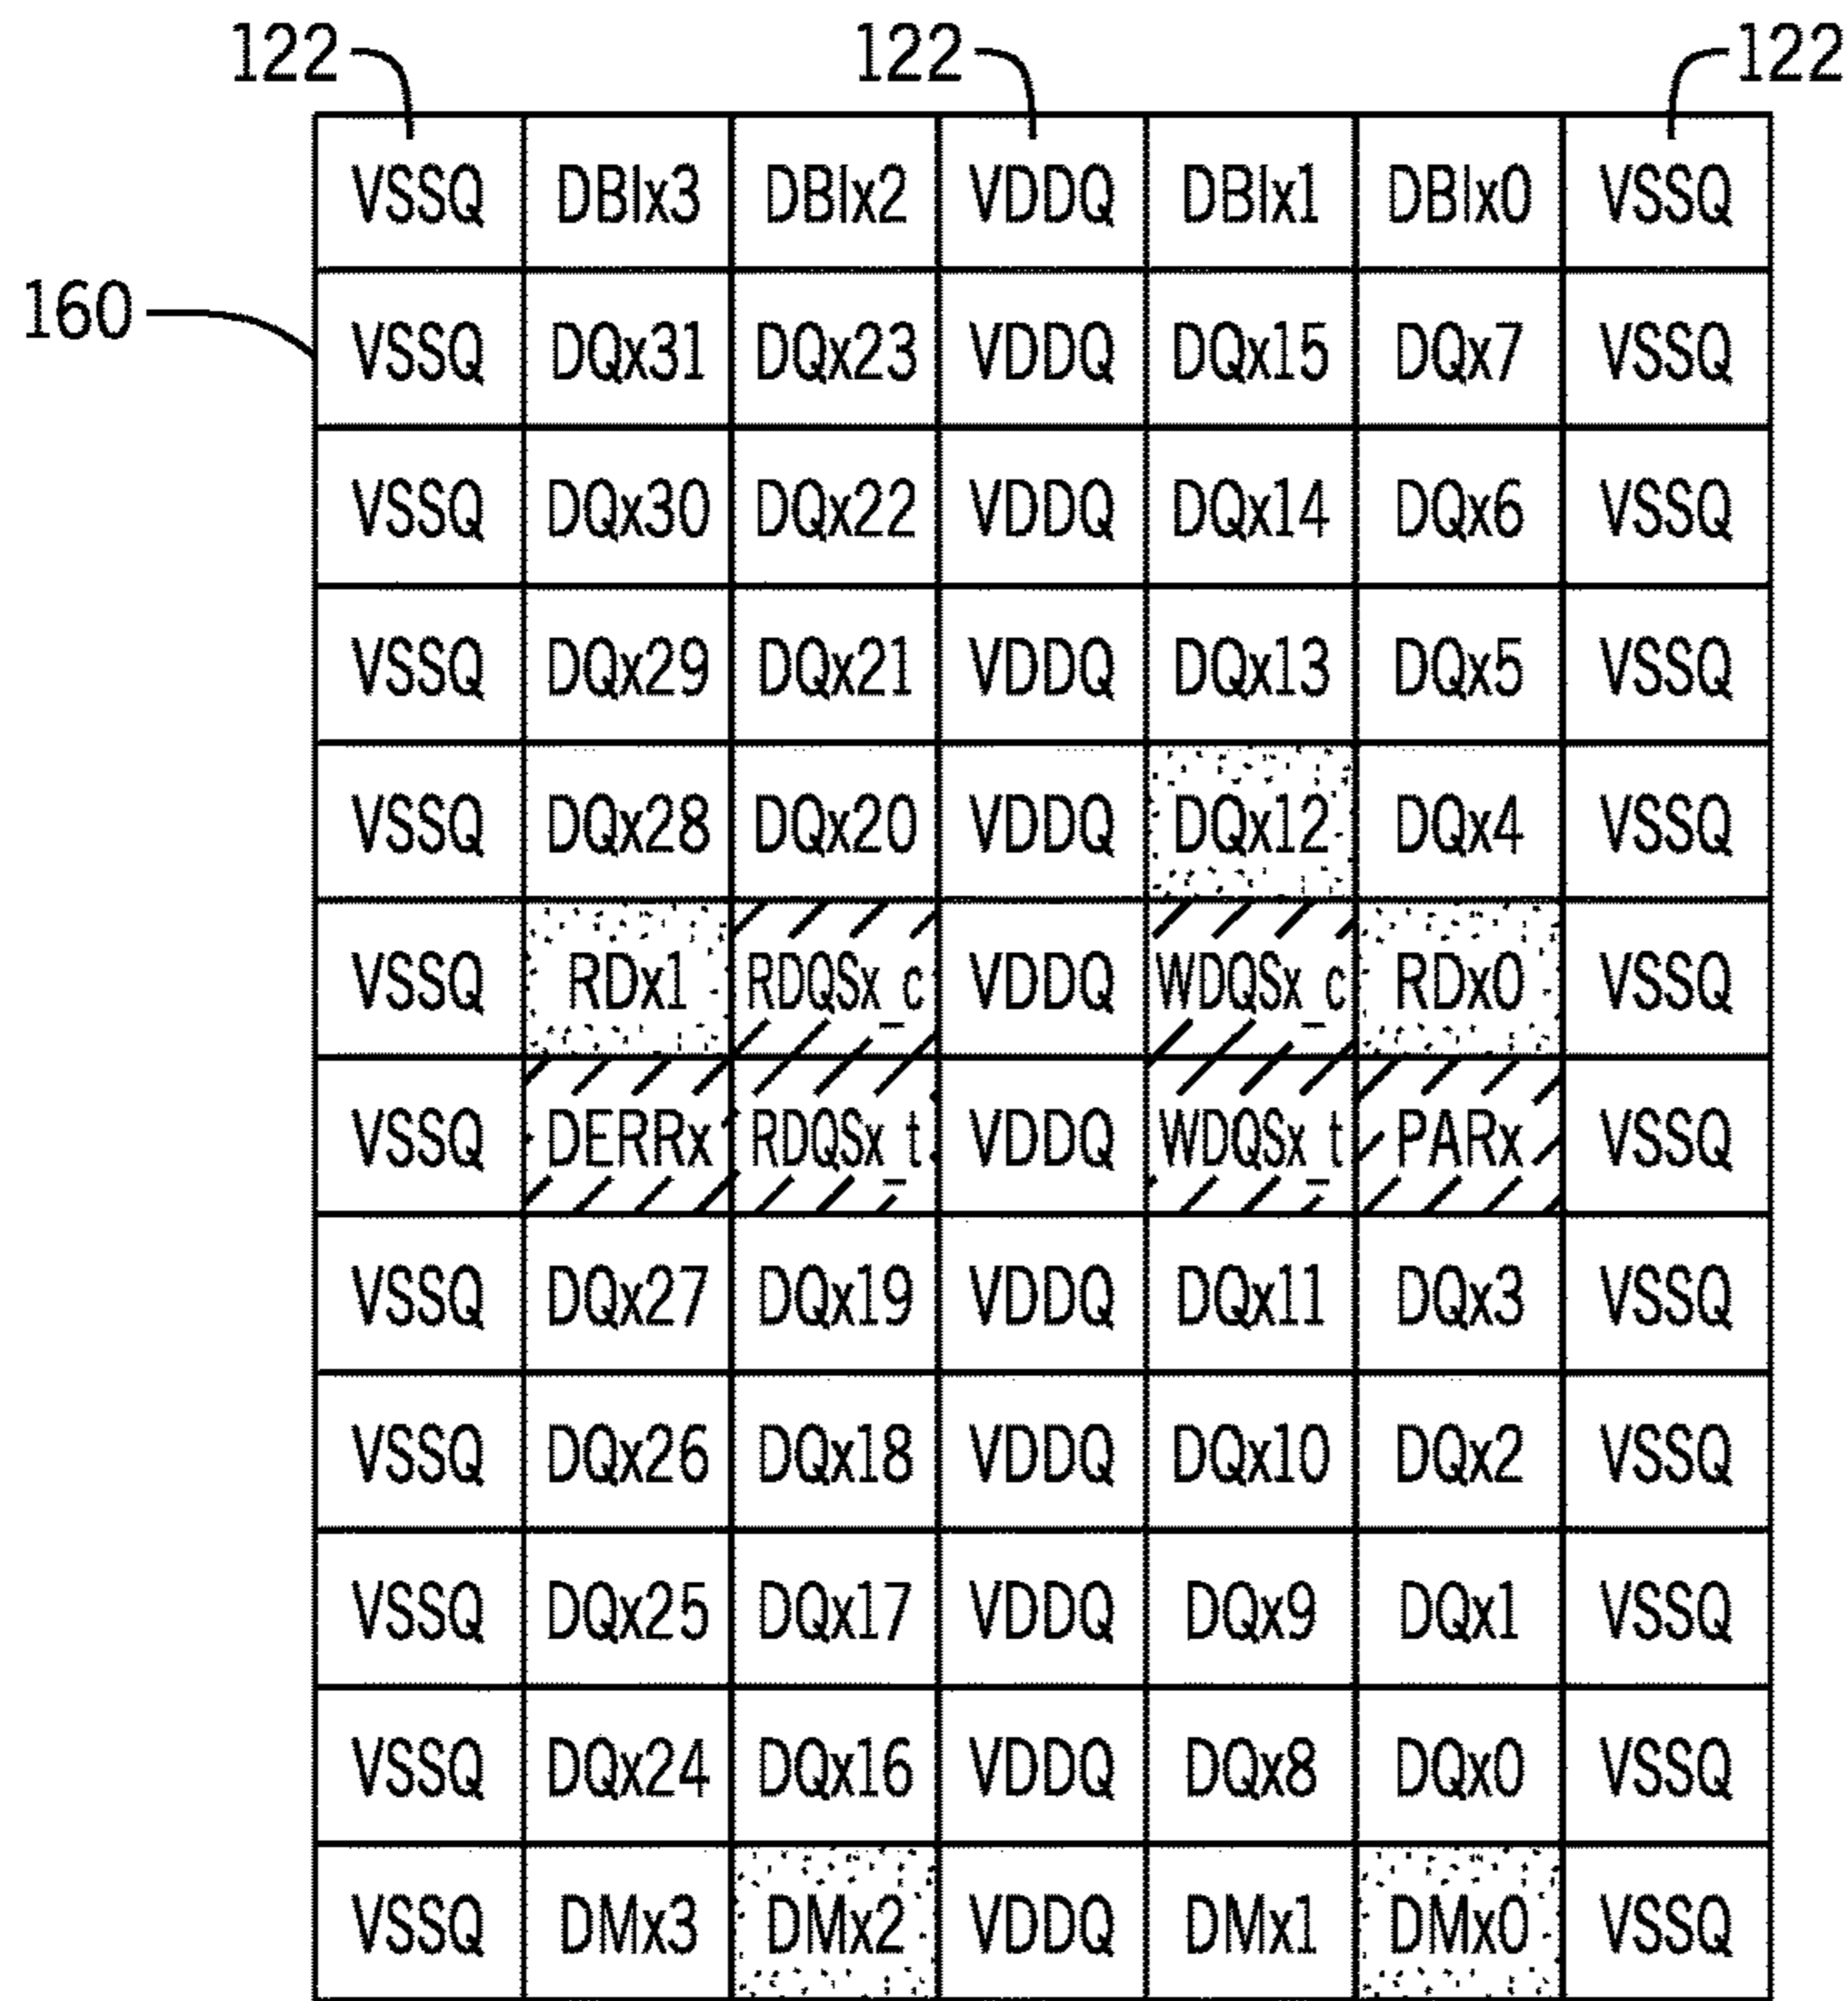 122 122 122
VSSQ DBIx3 DBIx2 VDDQ DBIx1 DBIx0 VSSQ
160
VSSQ DQx31 DQx23 VDDQ DQx15 DQx7 VSSQ
VSSQ DQx30 DQx22 VDDQ DQx14 DQx6 VSSQ
VSSQ DQx29 DQx21 VDDQ DQx13 DQx5 VSSQ
VSSQ DQx28 DQx20 VDDQ DQx12 DQx4 VSSQ
VSSQ RDx1 RDQSx_c VDDQ WDQSx_c RDx0 VSSQ
VSSQ DERRx RDQSx_t VDDQ WDQSx_t PARx VSSQ
VSSQ DQx27 DQx19 VDDQ DQx11 DQx3 VSSQ
VSSQ DQx26 DQx18 VDDQ DQx10 DQx2 VSSQ
VSSQ DQx25 DQx17 VDDQ DQx9 DQx1 VSSQ
VSSQ DQx24 DQx16 VDDQ DQx8 DQx0 VSSQ
VSSQ DMx3 DMx2 VDDQ DMx1 DMx0 VSSQ